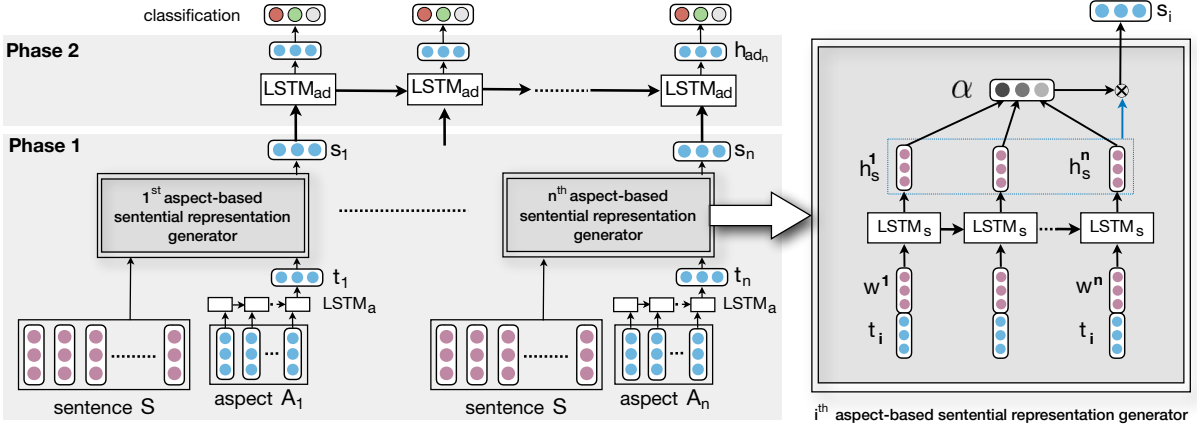 classification
Phase 2
LSTM_ad
LSTM_ad
LSTM_ad
h_ad_n
Phase 1
s_1
s_n
1^st aspect-based
sentential representation
generator
n^th aspect-based
sentential representation
generator
t_1
t_n
LSTM_a
LSTM_a
sentence S
aspect A_1
sentence S
aspect A_n
s_i
α
h_s^1
h_s^n
LSTM_s
LSTM_s
LSTM_s
w^1
w^n
t_i
t_i
i^th aspect-based sentential representation generator